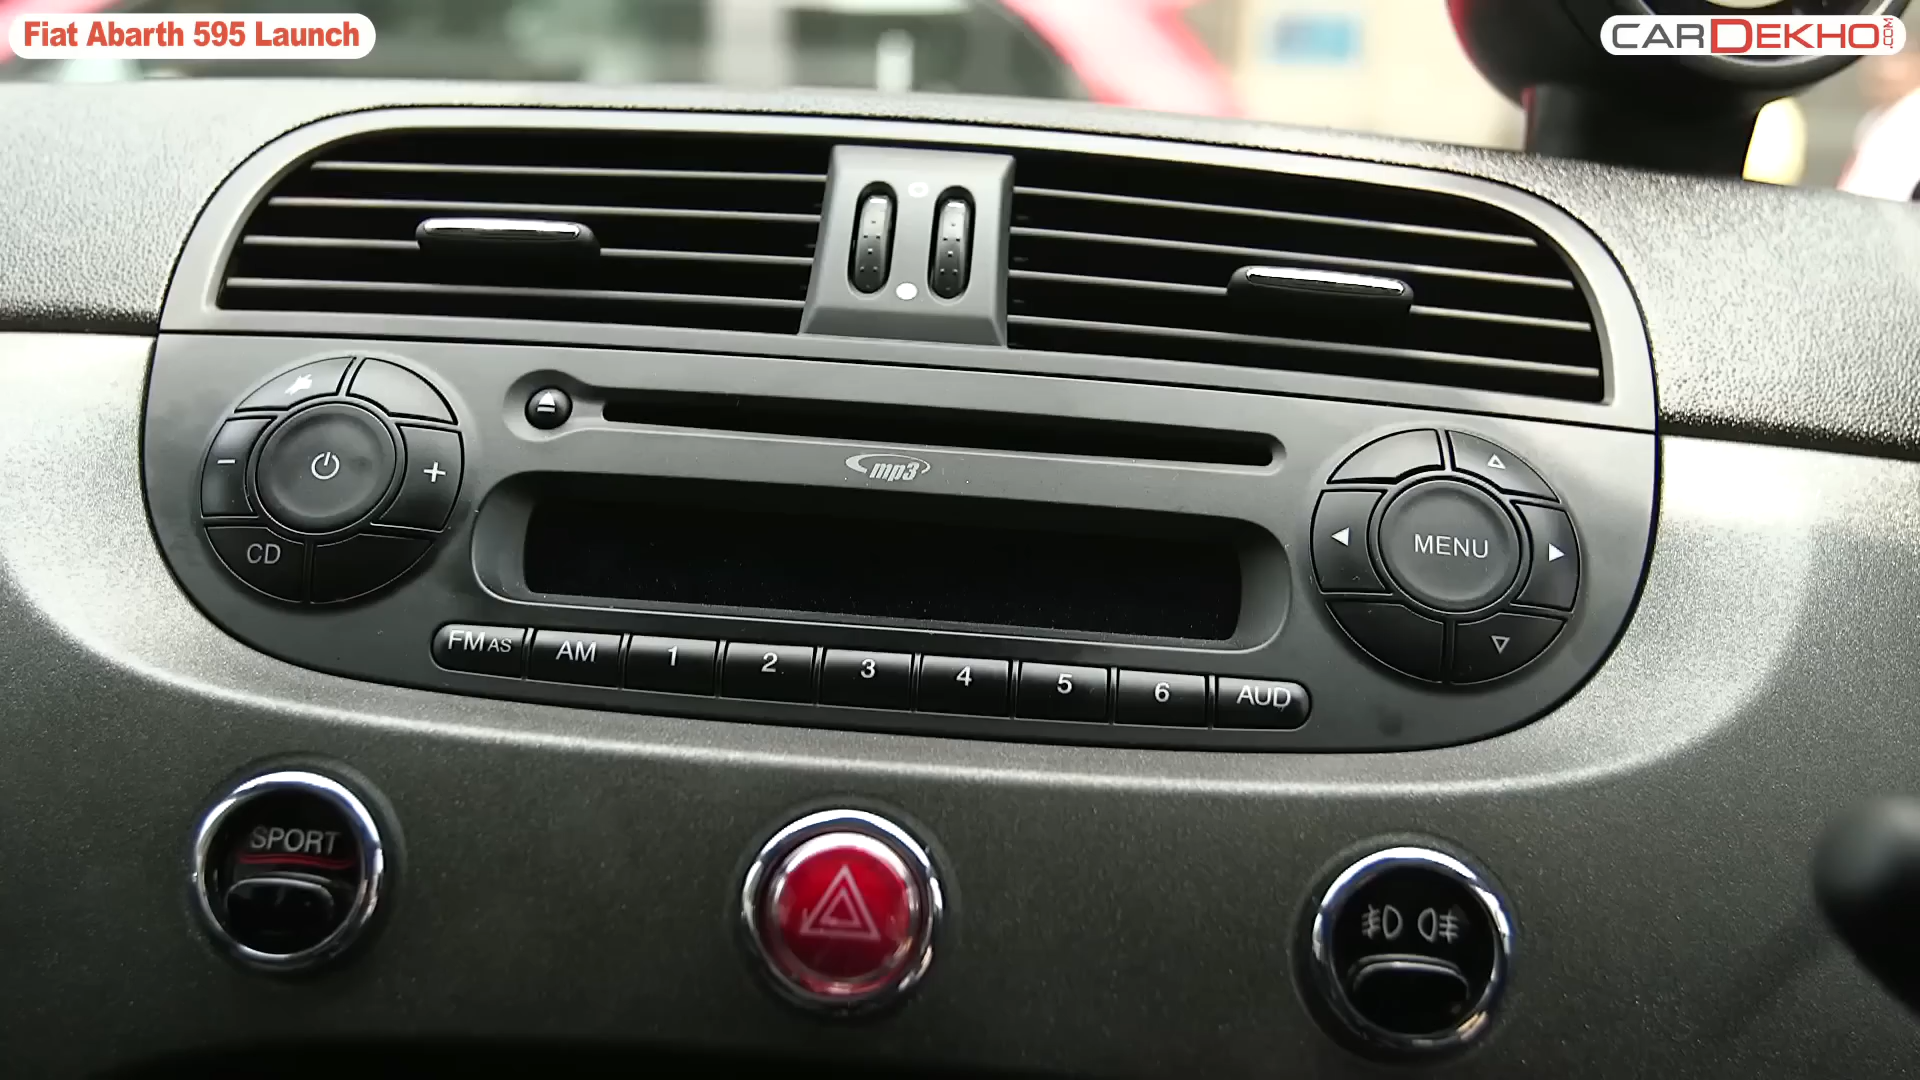 Fiat Abarth 595 Launch
CARDEKHO.COM
mp3
CD
MENU
FM AS AM 1 2 3 4 5 6 AUD
SPORT